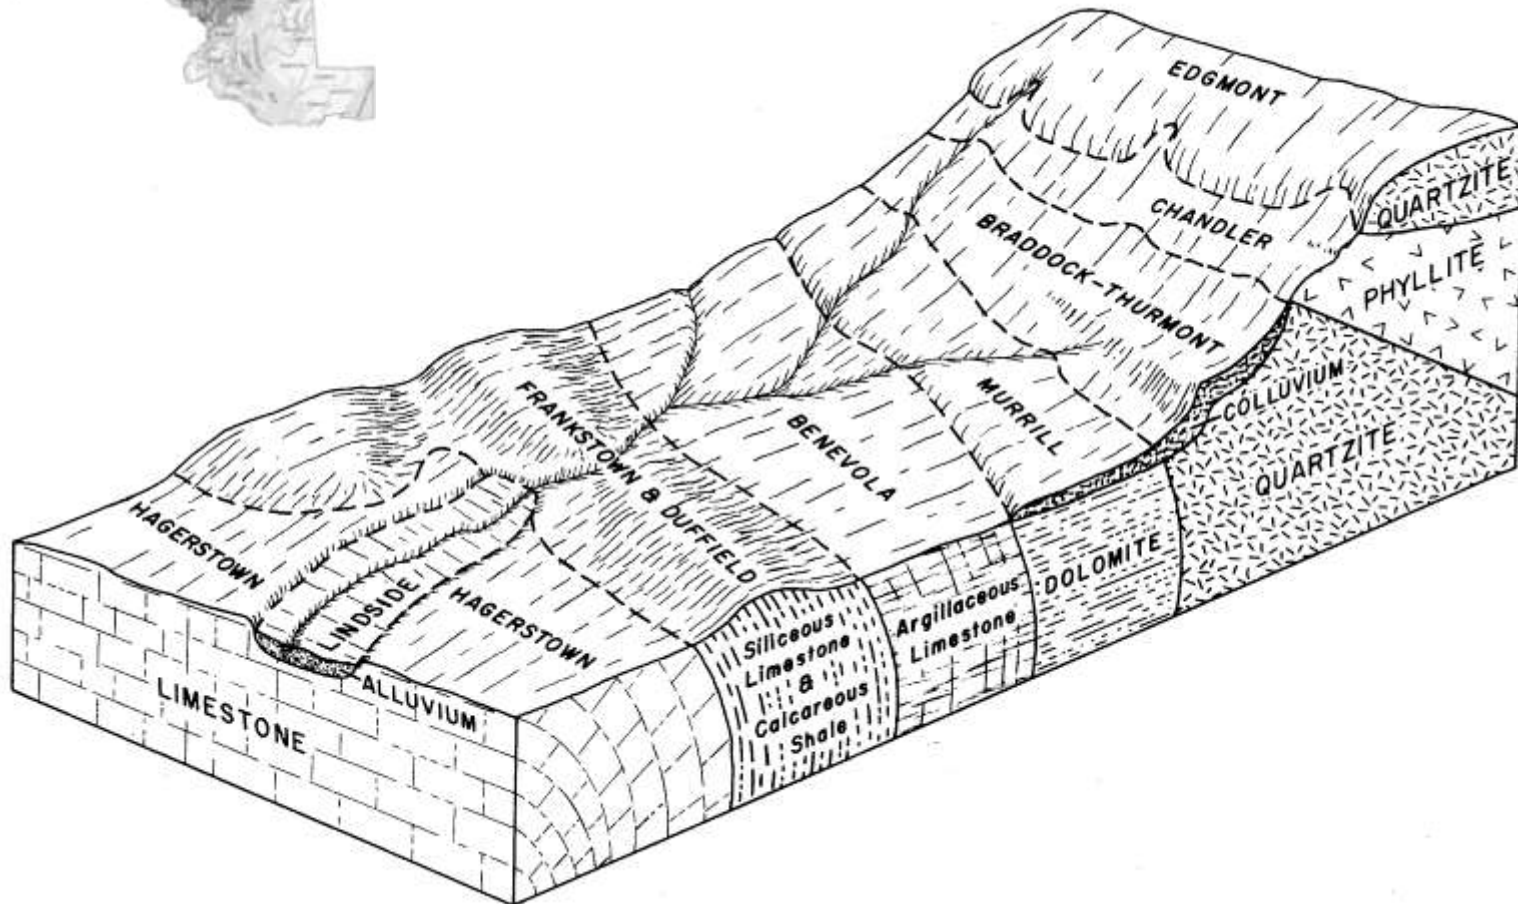 EDGMONT
QUARTZITE
CHANDLER
BRADDOCK-THURMONT
PHYLLITE
COLLUVIUM
MURRILL
QUARTZITE
BENEVOLA
FRANKSTOWN & DUFFIELD
HAGERSTOWN
LINDSIDE
HAGERSTOWN
DOLOMITE
Argillaceous
Limestone
Siliceous
Limestone
&
Calcareous
Shale
ALLUVIUM
LIMESTONE